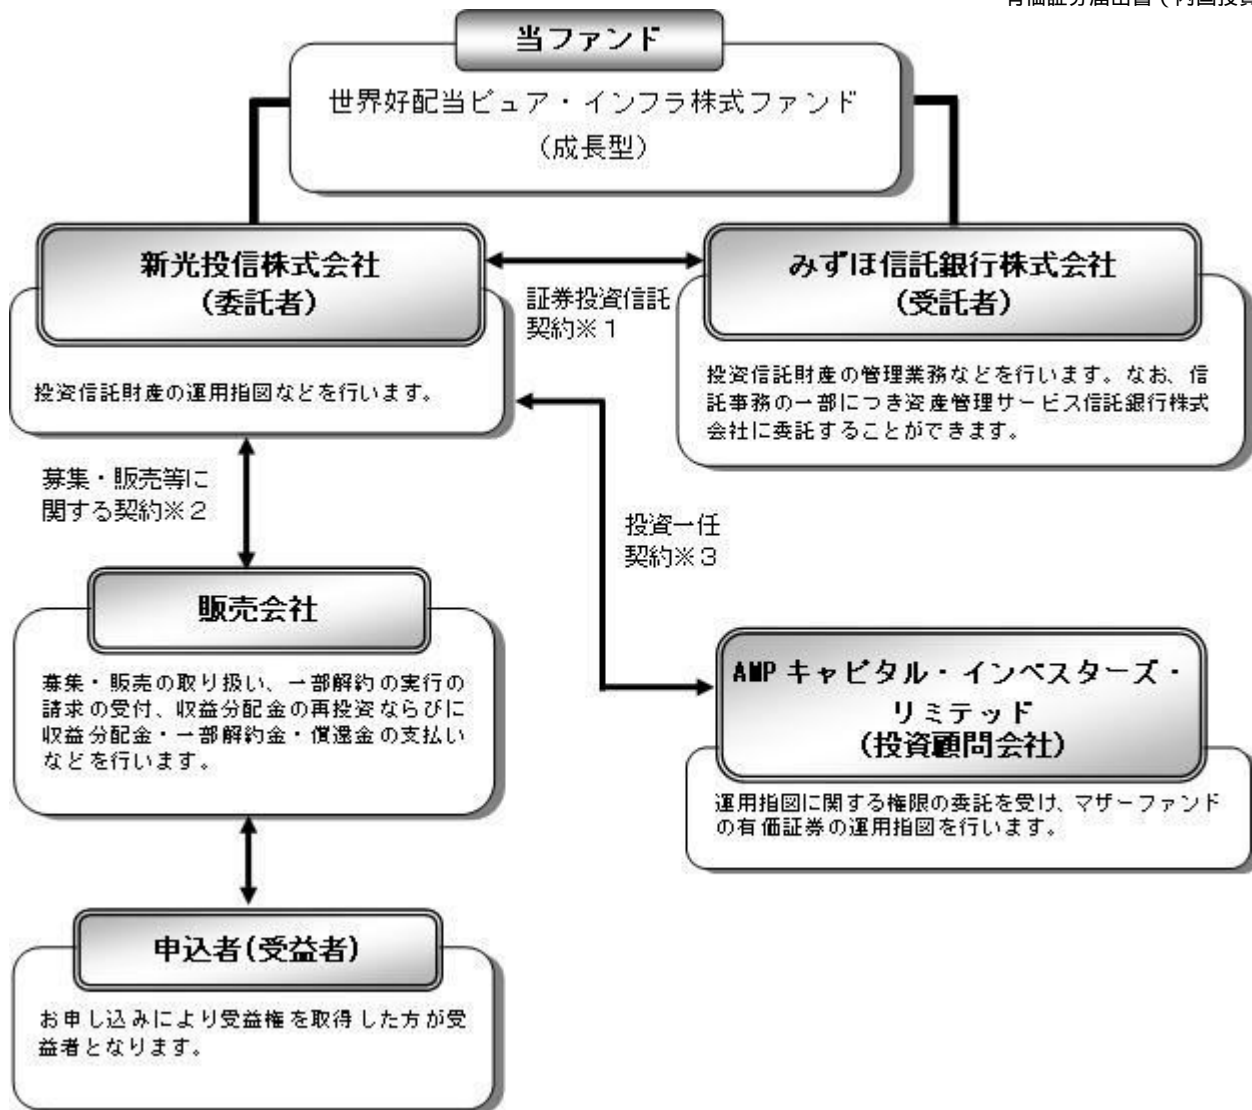 当ファンド
世界好配当ピュア・インフラ株式ファンド
(成長型)
新光投信株式会社
(委託者)
投資信託財産の運用指図などを行います。
証券投資信託
契約※1
みずほ信託銀行株式会社
(受託者)
投資信託財産の管理業務などを行います。なお、信
託事務の一部につき資産管理サービス信託銀行株式
会社に委託することができます。
募集・販売等に
関する契約※2
投資一任
契約※3
販売会社
募集・販売の取り扱い、一部解約の実行の
請求の受付、収益分配金の再投資ならびに
収益分配金・一部解約金・償還金の支払い
などを行います。
AMP キャピタル・インベスターズ・
リミテッド
(投資顧問会社)
運用指図に関する権限の委託を受け、マザーファンド
の有価証券の運用指図を行います。
申込者(受益者)
お申し込みにより受益権を取得した方が受
益者となります。